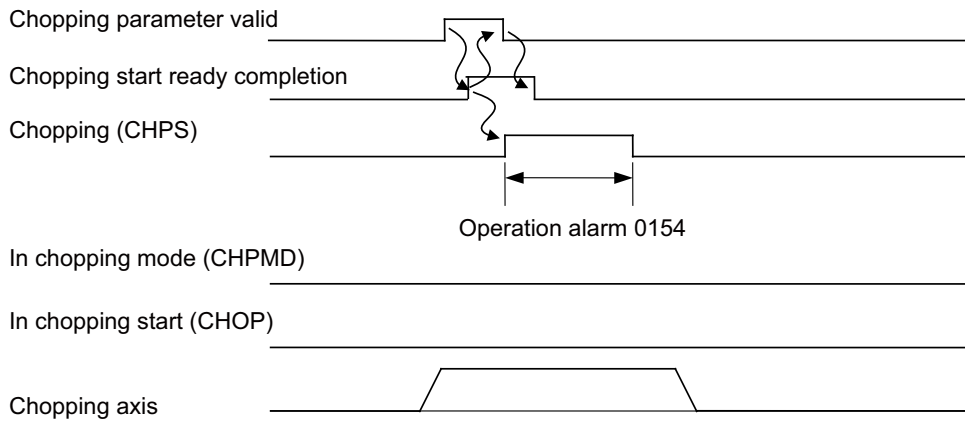 Chopping parameter valid
Chopping start ready completion
Chopping (CHPS)
Operation alarm 0154
In chopping mode (CHPMD)
In chopping start (CHOP)
Chopping axis